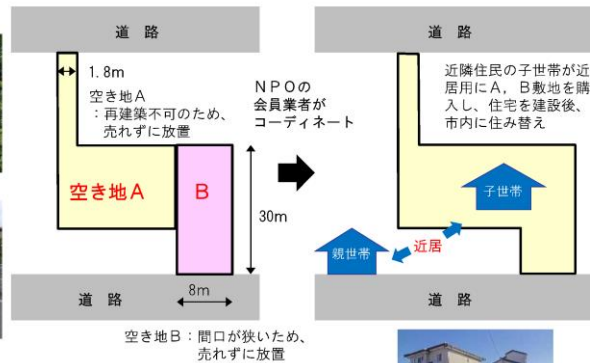 道 路
1.8m
空き地A
：再建築不可のため、
売れずに放置
空き地A
B
30m
8m
道 路
空き地B：間口が狭いため、
売れずに放置
NPOの
会員業者が
コーディネート
道 路
近隣住民の子世帯が近
居用にA，B敷地を購
入し、住宅を建設後、
市内に住み替え
子世帯
近居
親世帯
道 路